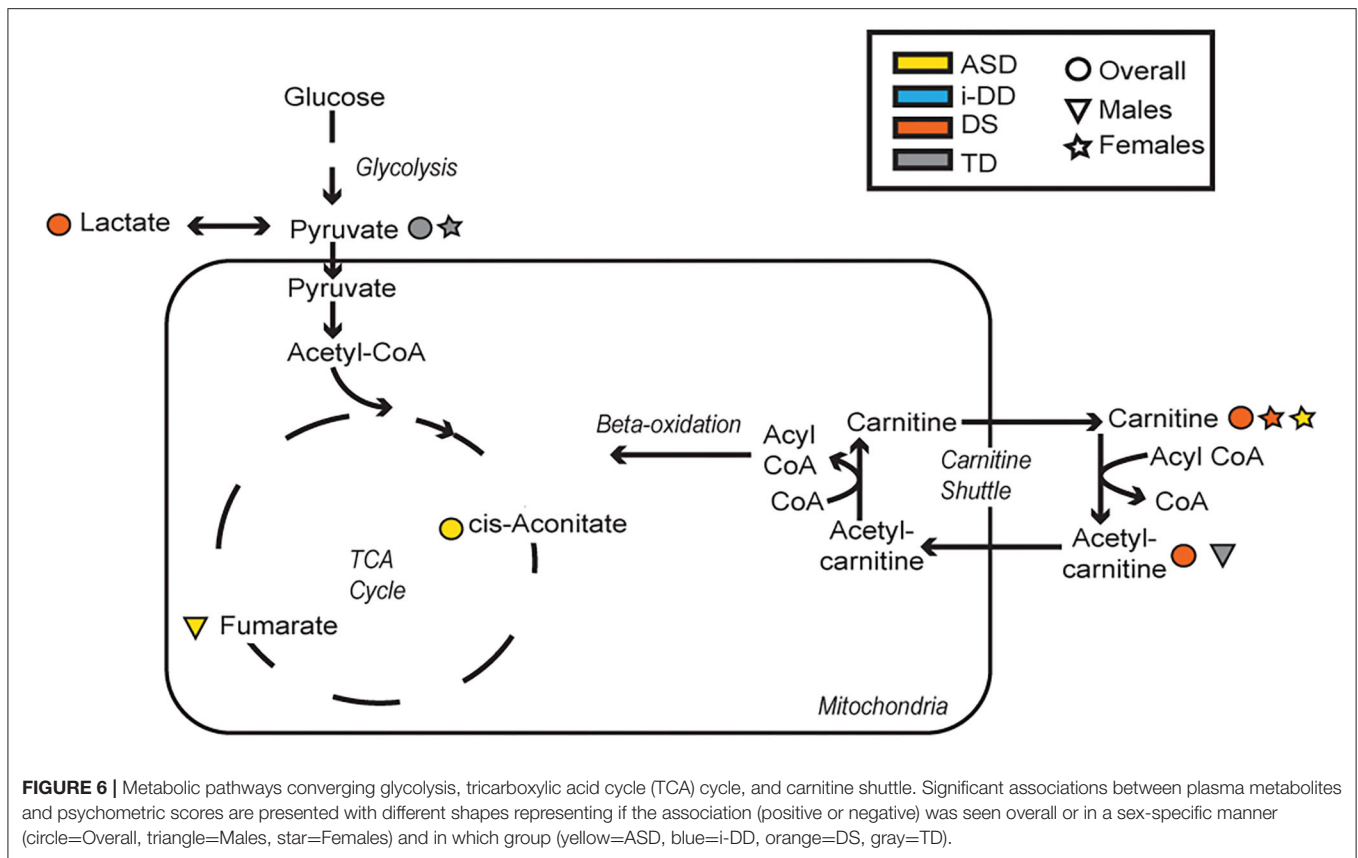 ASD
i-DD
DS
TD
Overall
Males
Females
Glucose
Glycolysis
Lactate
Pyruvate
Pyruvate
Acetyl-CoA
Beta-oxidation
Acyl
CoA
CoA
Carnitine
Carnitine
Shuttle
Acetyl-
carnitine
Carnitine
Acyl CoA
CoA
Acetyl-
carnitine
cis-Aconitate
TCA
Cycle
Fumarate
Mitochondria
FIGURE 6 | Metabolic pathways converging glycolysis, tricarboxylic acid cycle (TCA) cycle, and carnitine shuttle. Significant associations between plasma metabolites
and psychometric scores are presented with different shapes representing if the association (positive or negative) was seen overall or in a sex-specific manner
(circle=Overall, triangle=Males, star=Females) and in which group (yellow=ASD, blue=i-DD, orange=DS, gray=TD).